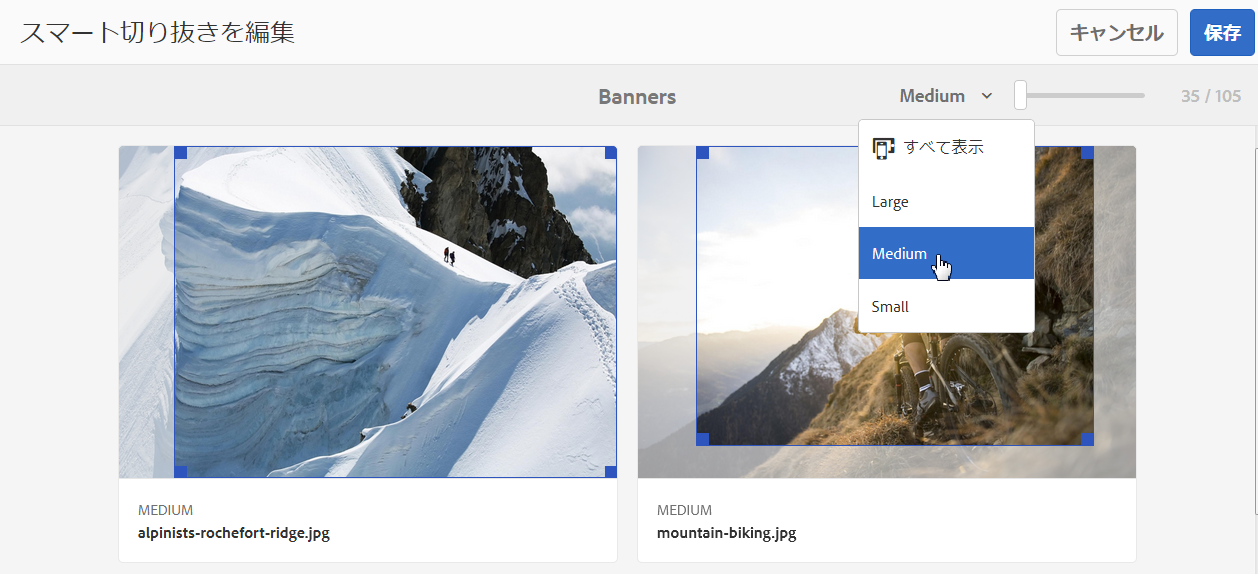 スマート切り抜きを編集
キャンセル
保存
Banners
Medium
35 / 105
すべて表示
Large
Medium
Small
MEDIUM
alpinists-rochefort-ridge.jpg
MEDIUM
mountain-biking.jpg